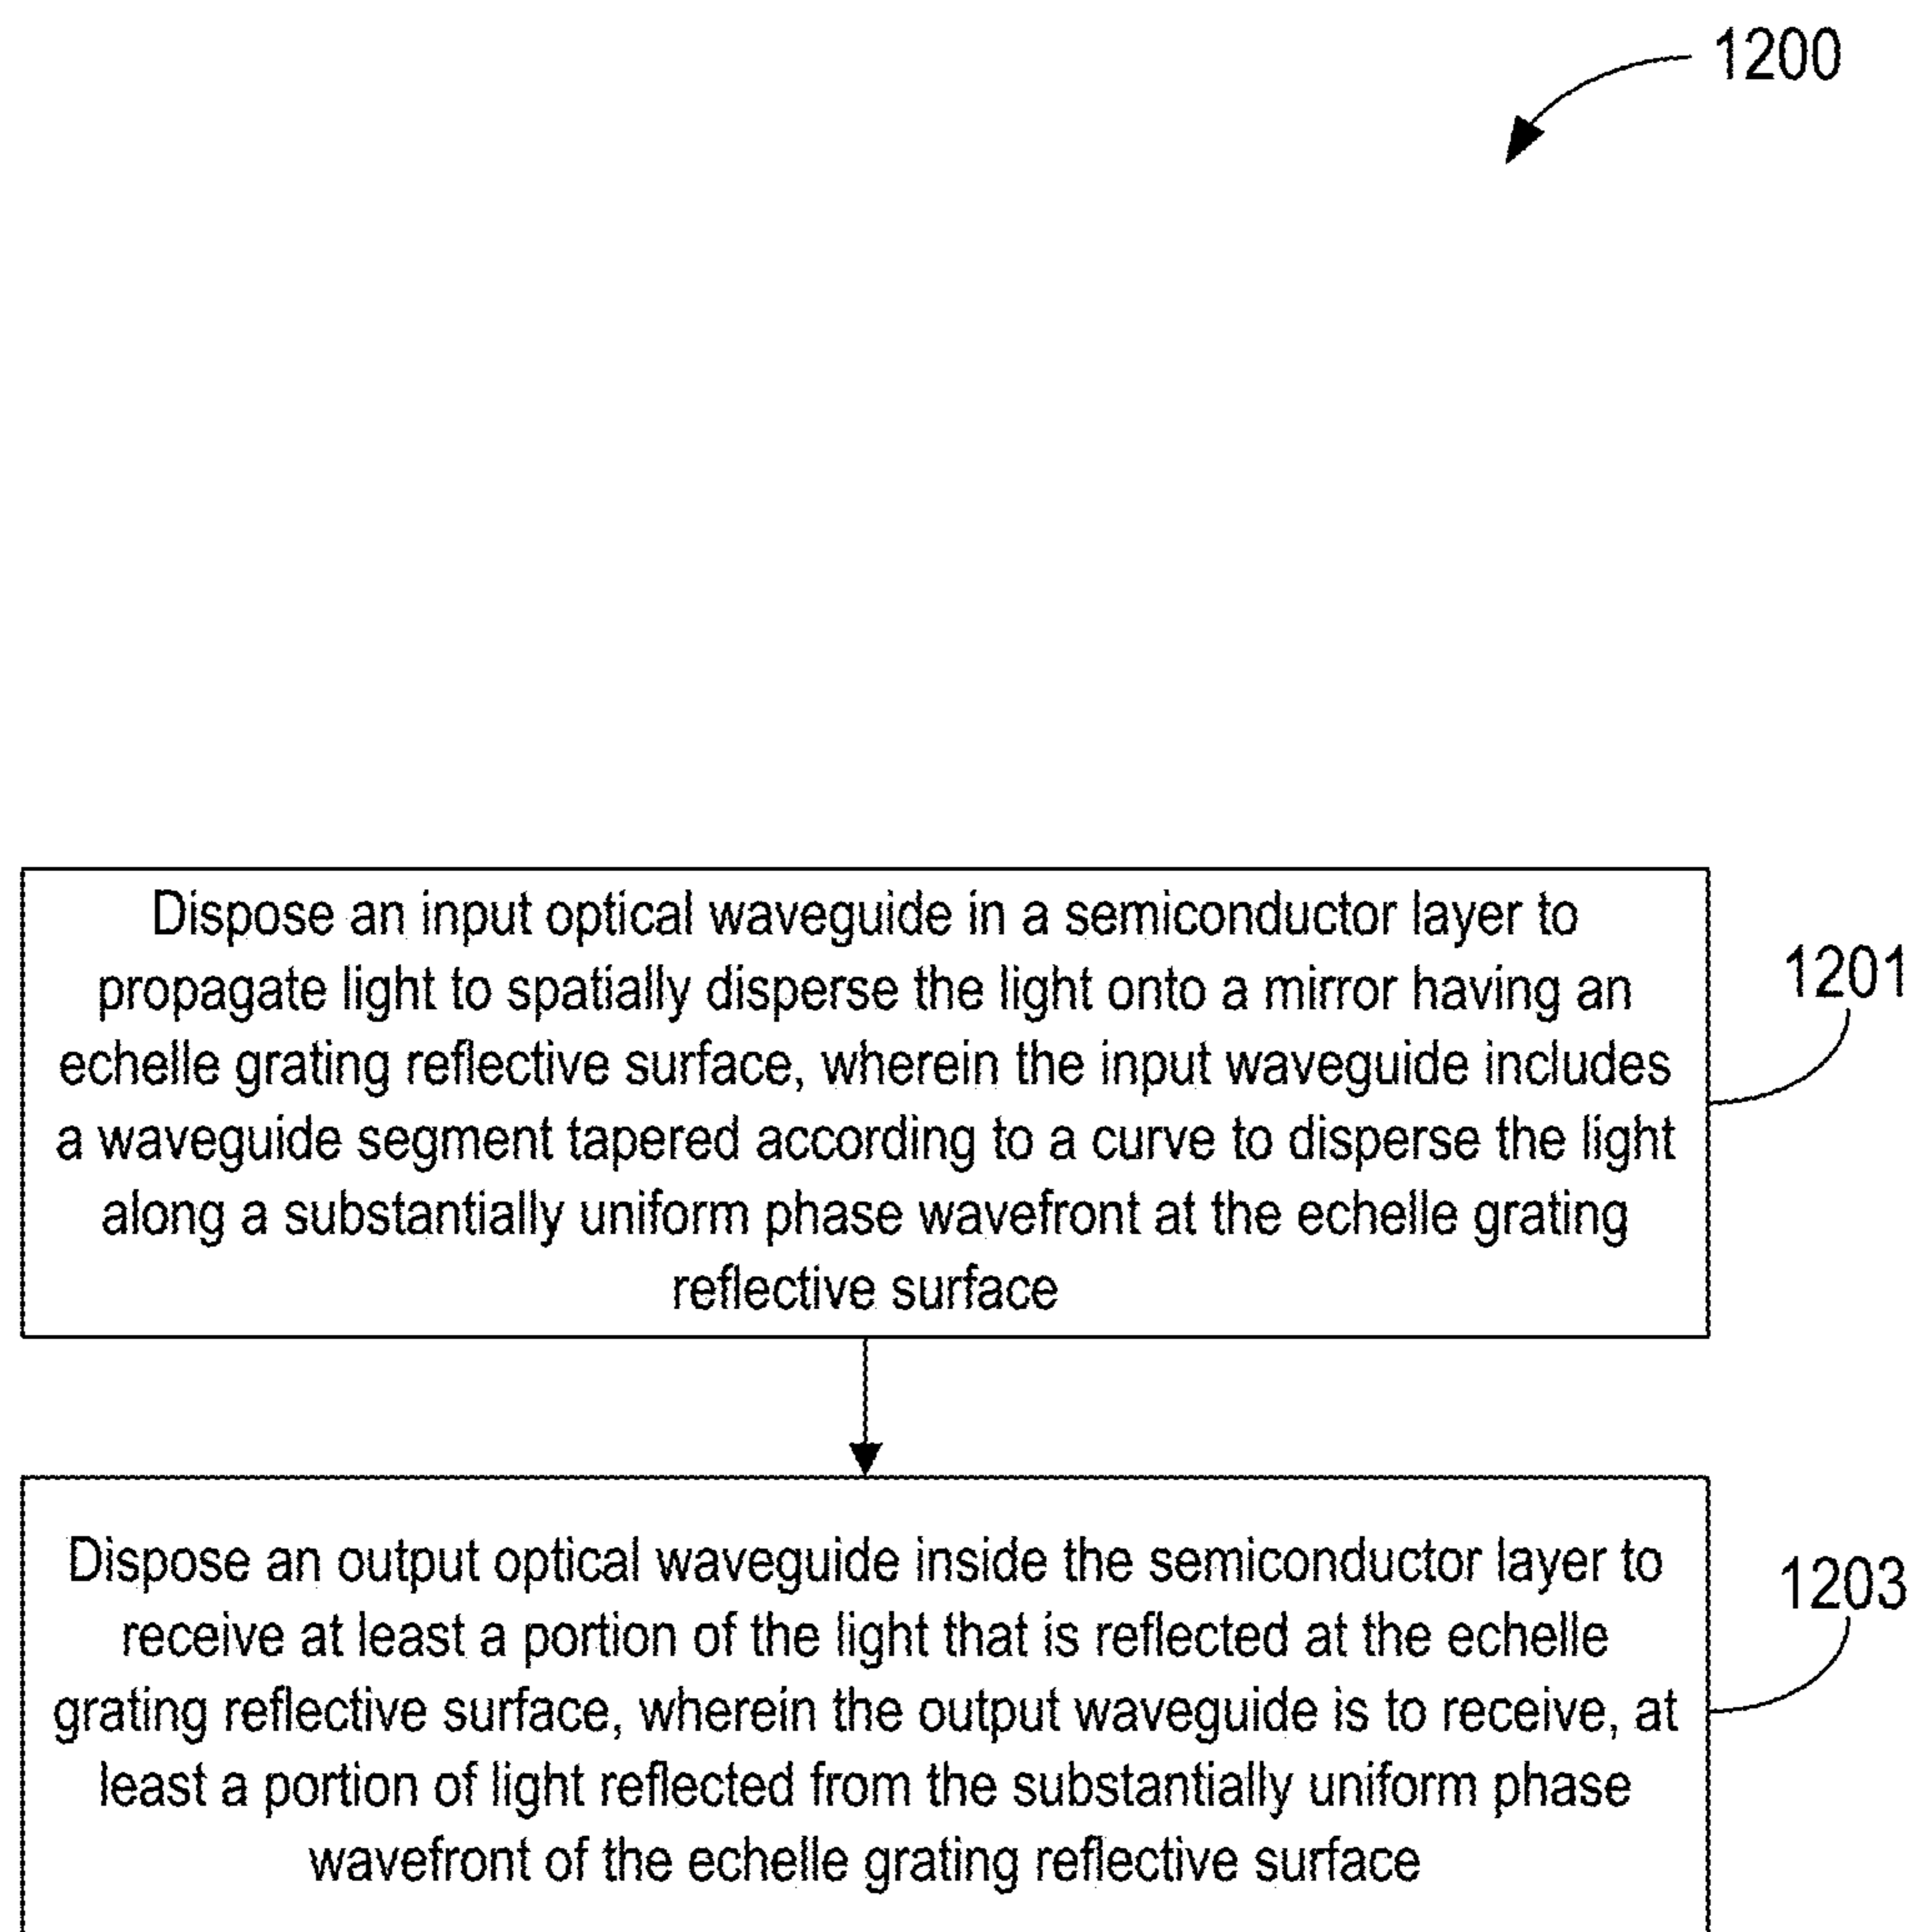 1200
Dispose an input optical waveguide in a semiconductor layer to
propagate light to spatially disperse the light onto a mirror having an
echelle grating reflective surface, wherein the input waveguide includes
a waveguide segment tapered according to a curve to disperse the light
along a substantially uniform phase wavefront at the echelle grating
reflective surface
1201
Dispose an output optical waveguide inside the semiconductor layer to
receive at least a portion of the light that is reflected at the echelle
grating reflective surface, wherein the output waveguide is to receive, at
least a portion of light reflected from the substantially uniform phase
wavefront of the echelle grating reflective surface
1203